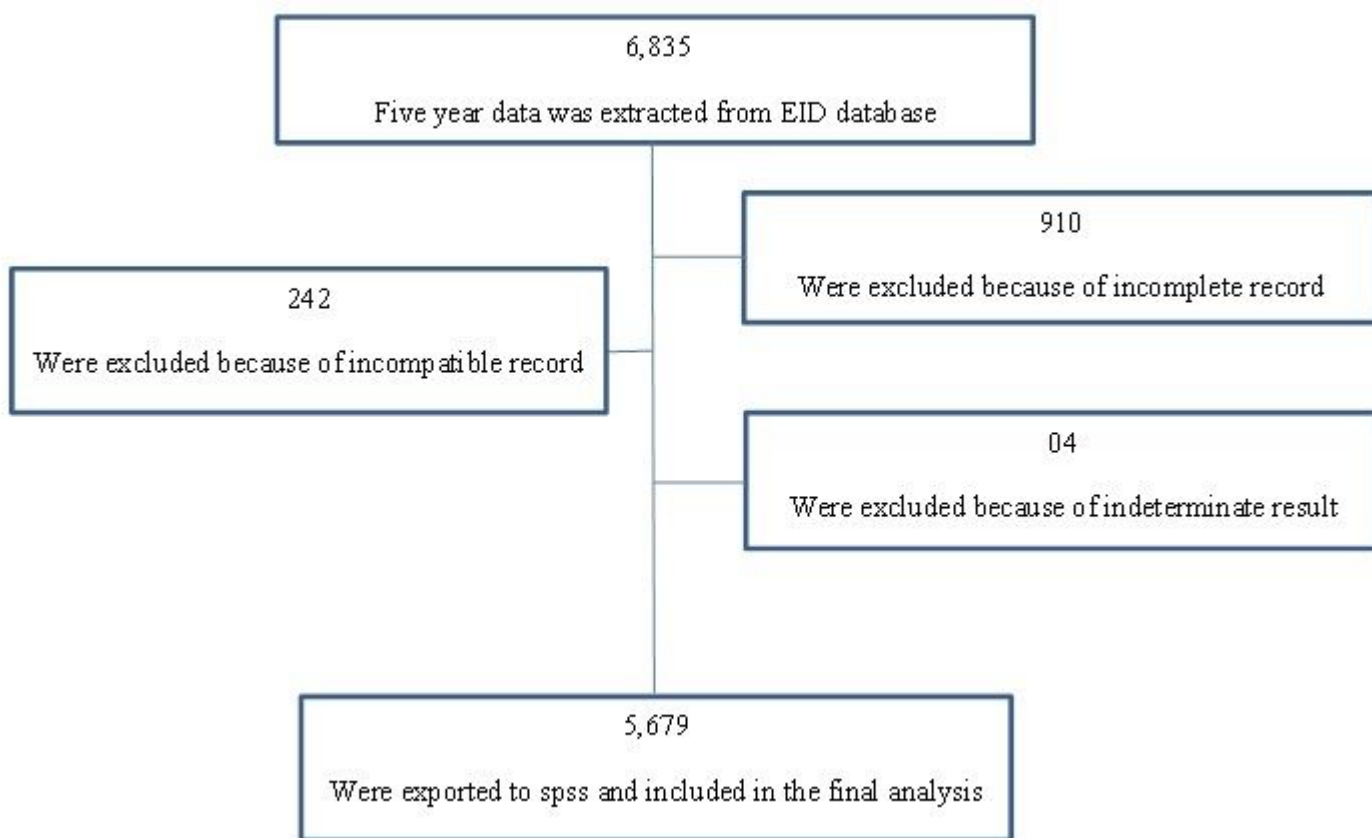 6,835
Five year data was extracted from EID database
910
Were excluded because of incomplete record
242
Were excluded because of incompatible record
04
Were excluded because of indeterminate result
5,679
Were exported to spss and included in the final analysis